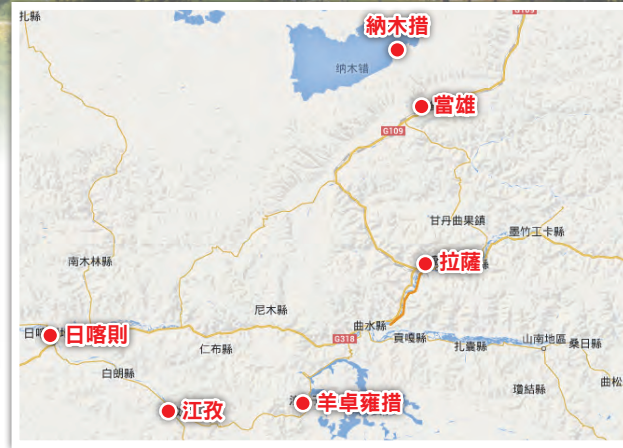 G109
扎縣
納木措
纳木错
當雄
G109
甘丹曲果鎮
墨竹工卡縣
拉薩
南木林縣
尼木縣
日喀則
曲水縣
G318
貢嘎縣
扎囊縣
山南地區
桑日縣
仁布縣
白朗縣
曲松
瓊結縣
江孜
羊卓雍措